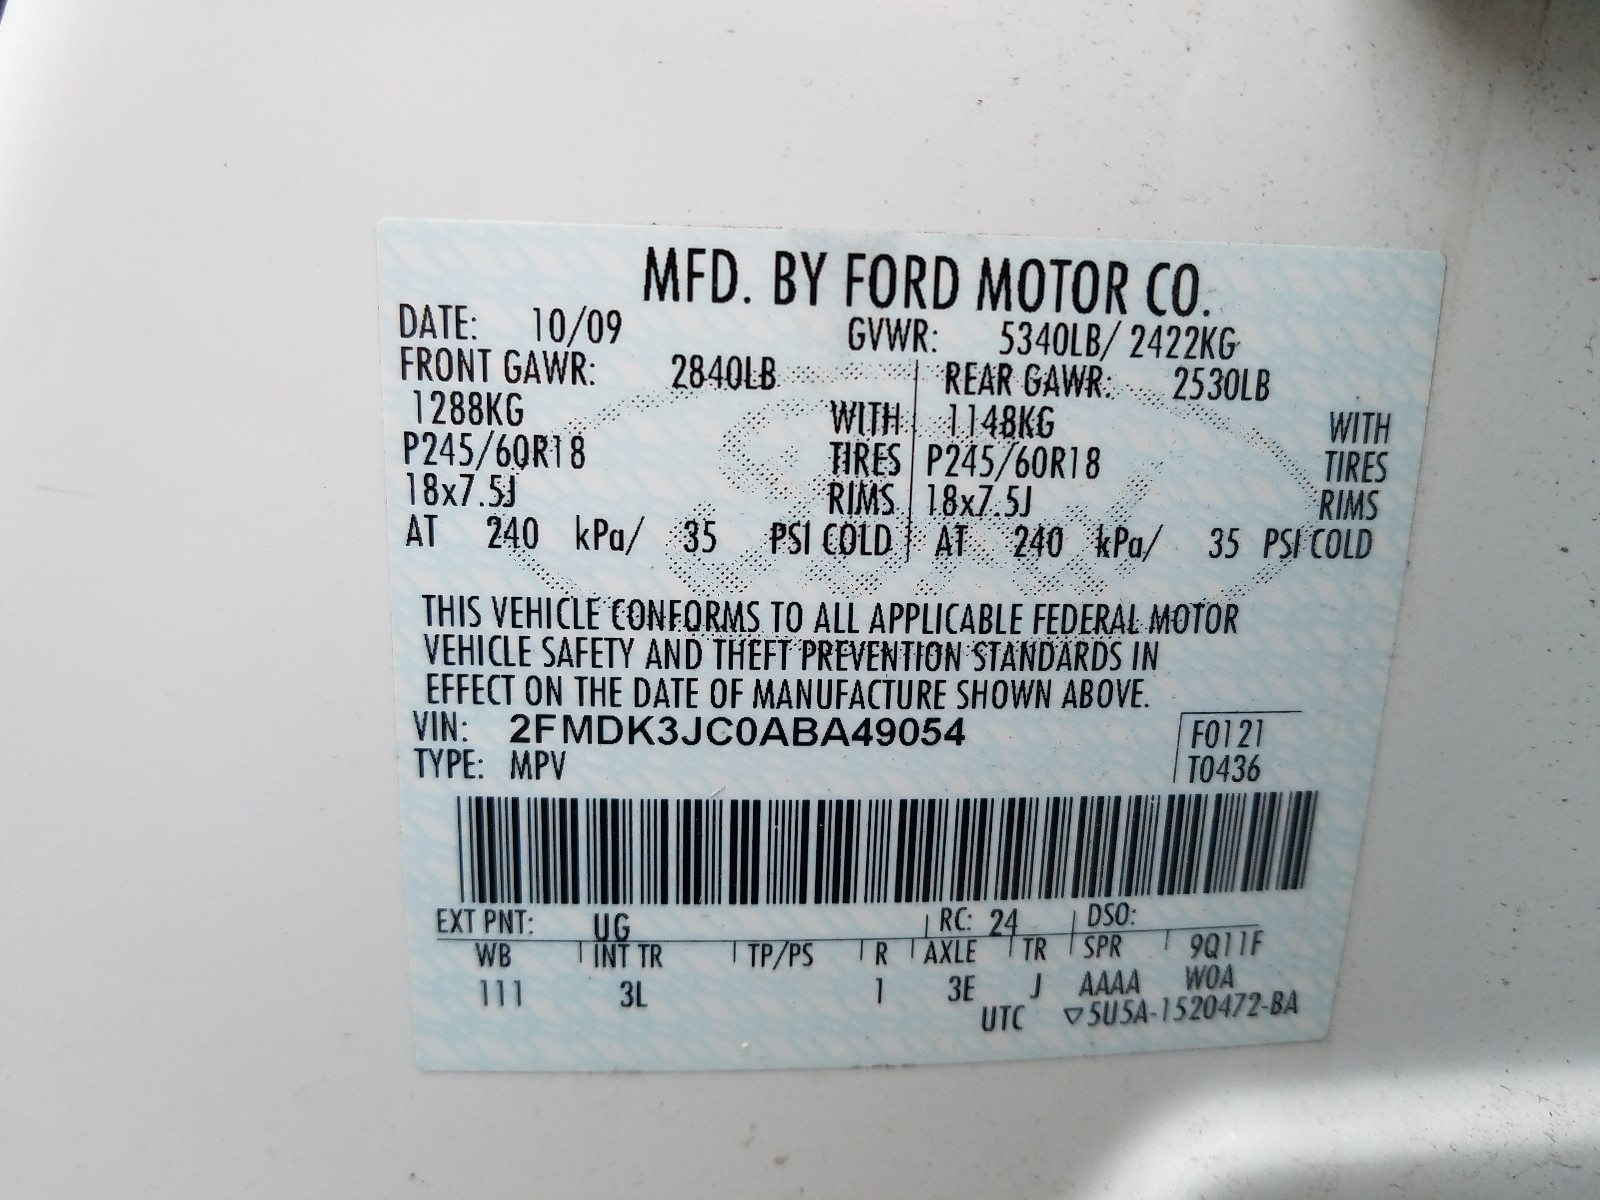 MFD. BY FORD MOTOR CO.
DATE: 10/09 GVWR: 5340LB/ 2422KG
FRONT GAWR: 2840LB REAR GAWR: 2530LB
1288KG WITH 1148KG WITH
P245/60R18 TIRES P245/60R18 TIRES
18x7.5J RIMS 18x7.5J RIMS
AT 240 kPa/ 35 PSI COLD AT 240 kPa/ 35 PSI COLD
THIS VEHICLE CONFORMS TO ALL APPLICABLE FEDERAL MOTOR
VEHICLE SAFETY AND THEFT PREVENTION STANDARDS IN
EFFECT ON THE DATE OF MANUFACTURE SHOWN ABOVE.
VIN: 2FMDK3JC0ABA49054 F0121
TYPE: MPV T0436
EXT PNT: UG RC: 24 DSO:
WB INT TR TP/PS R AXLE TR SPR 9Q11F
111 3L 1 3E J AAAA WOA
UTC ▽5U5A-1520472-BA